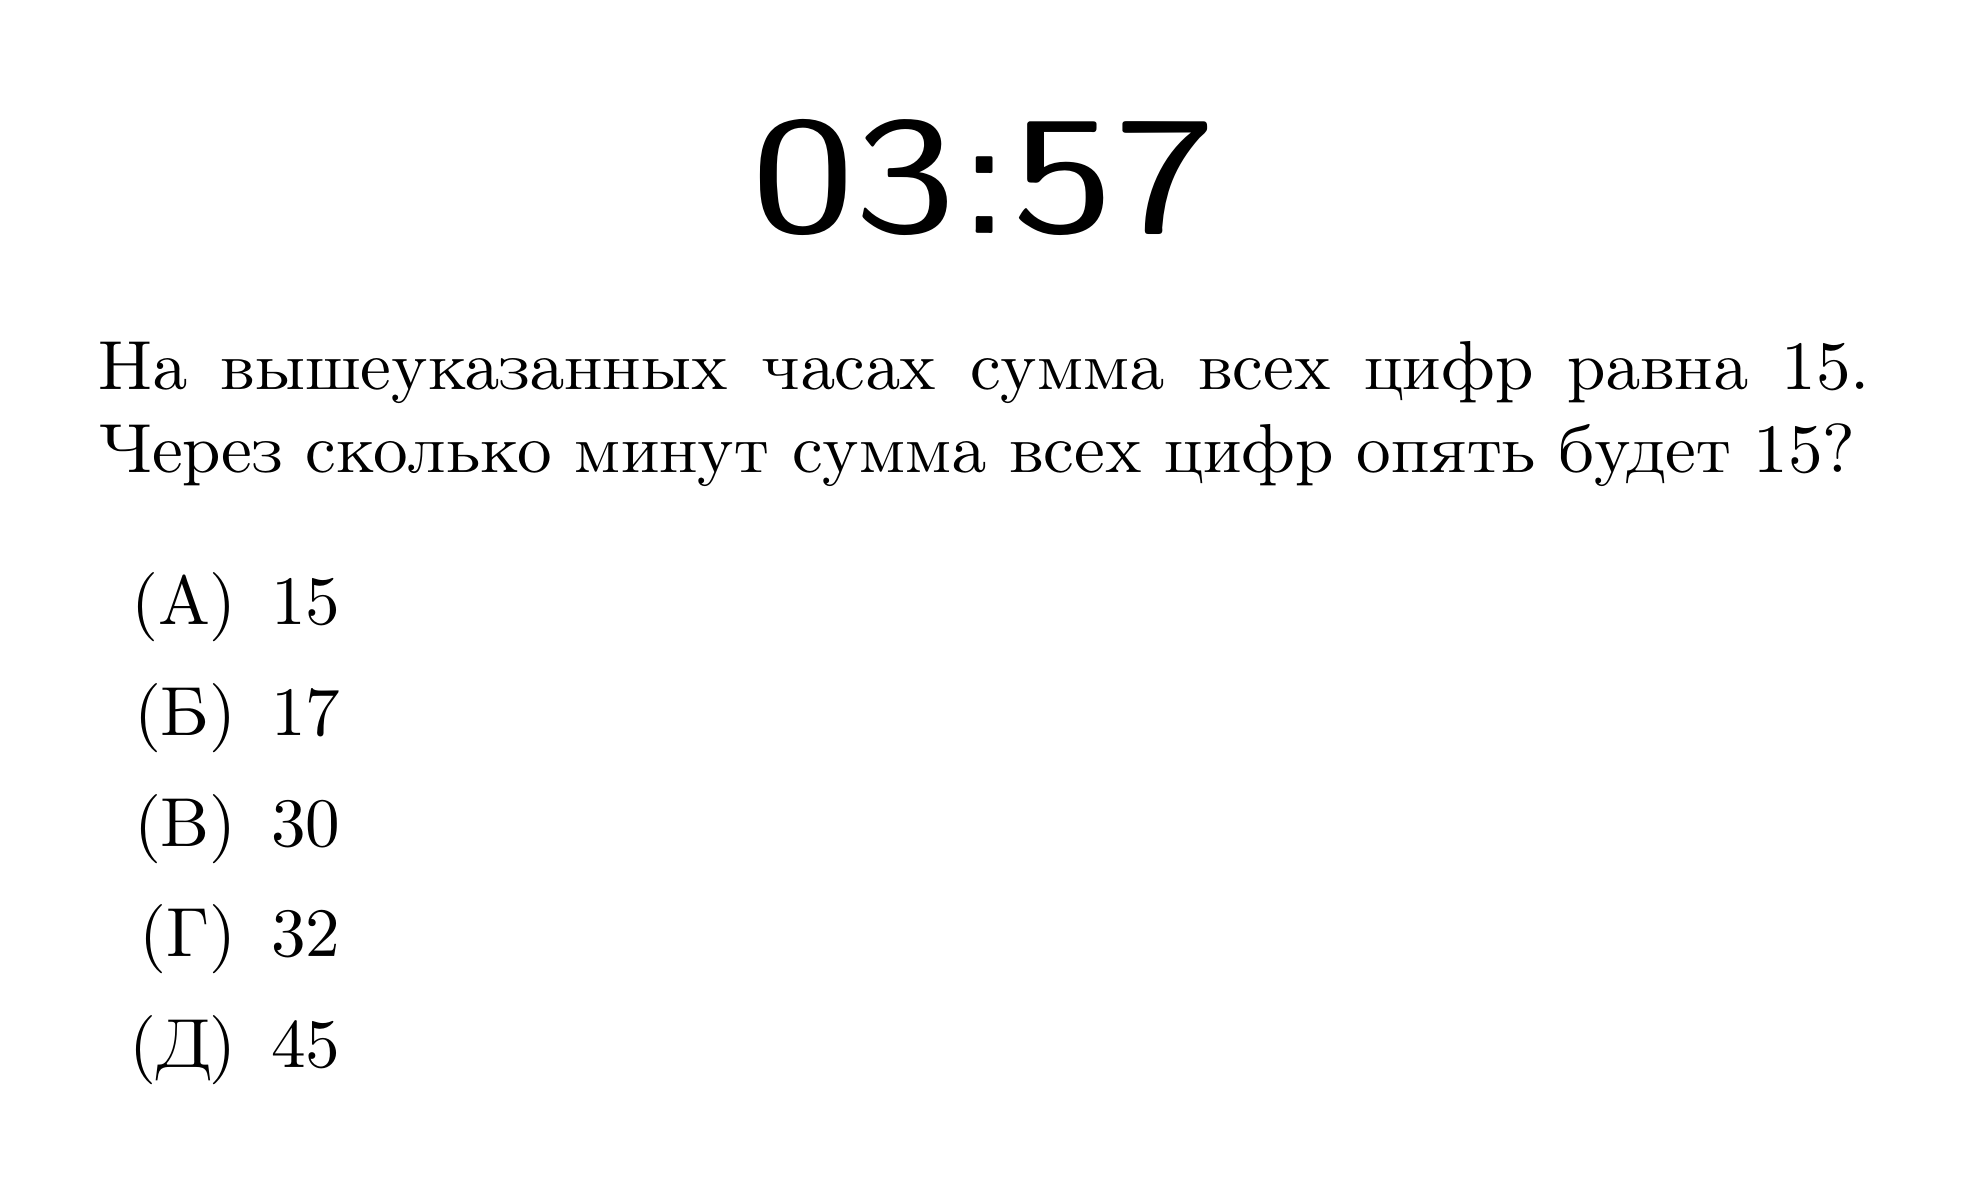 03:57
На вышеуказанных часах сумма всех цифр равна 15.
Через сколько минут сумма всех цифр опять будет 15?
(А) 15
(Б) 17
(В) 30
(Г) 32
(Д) 45